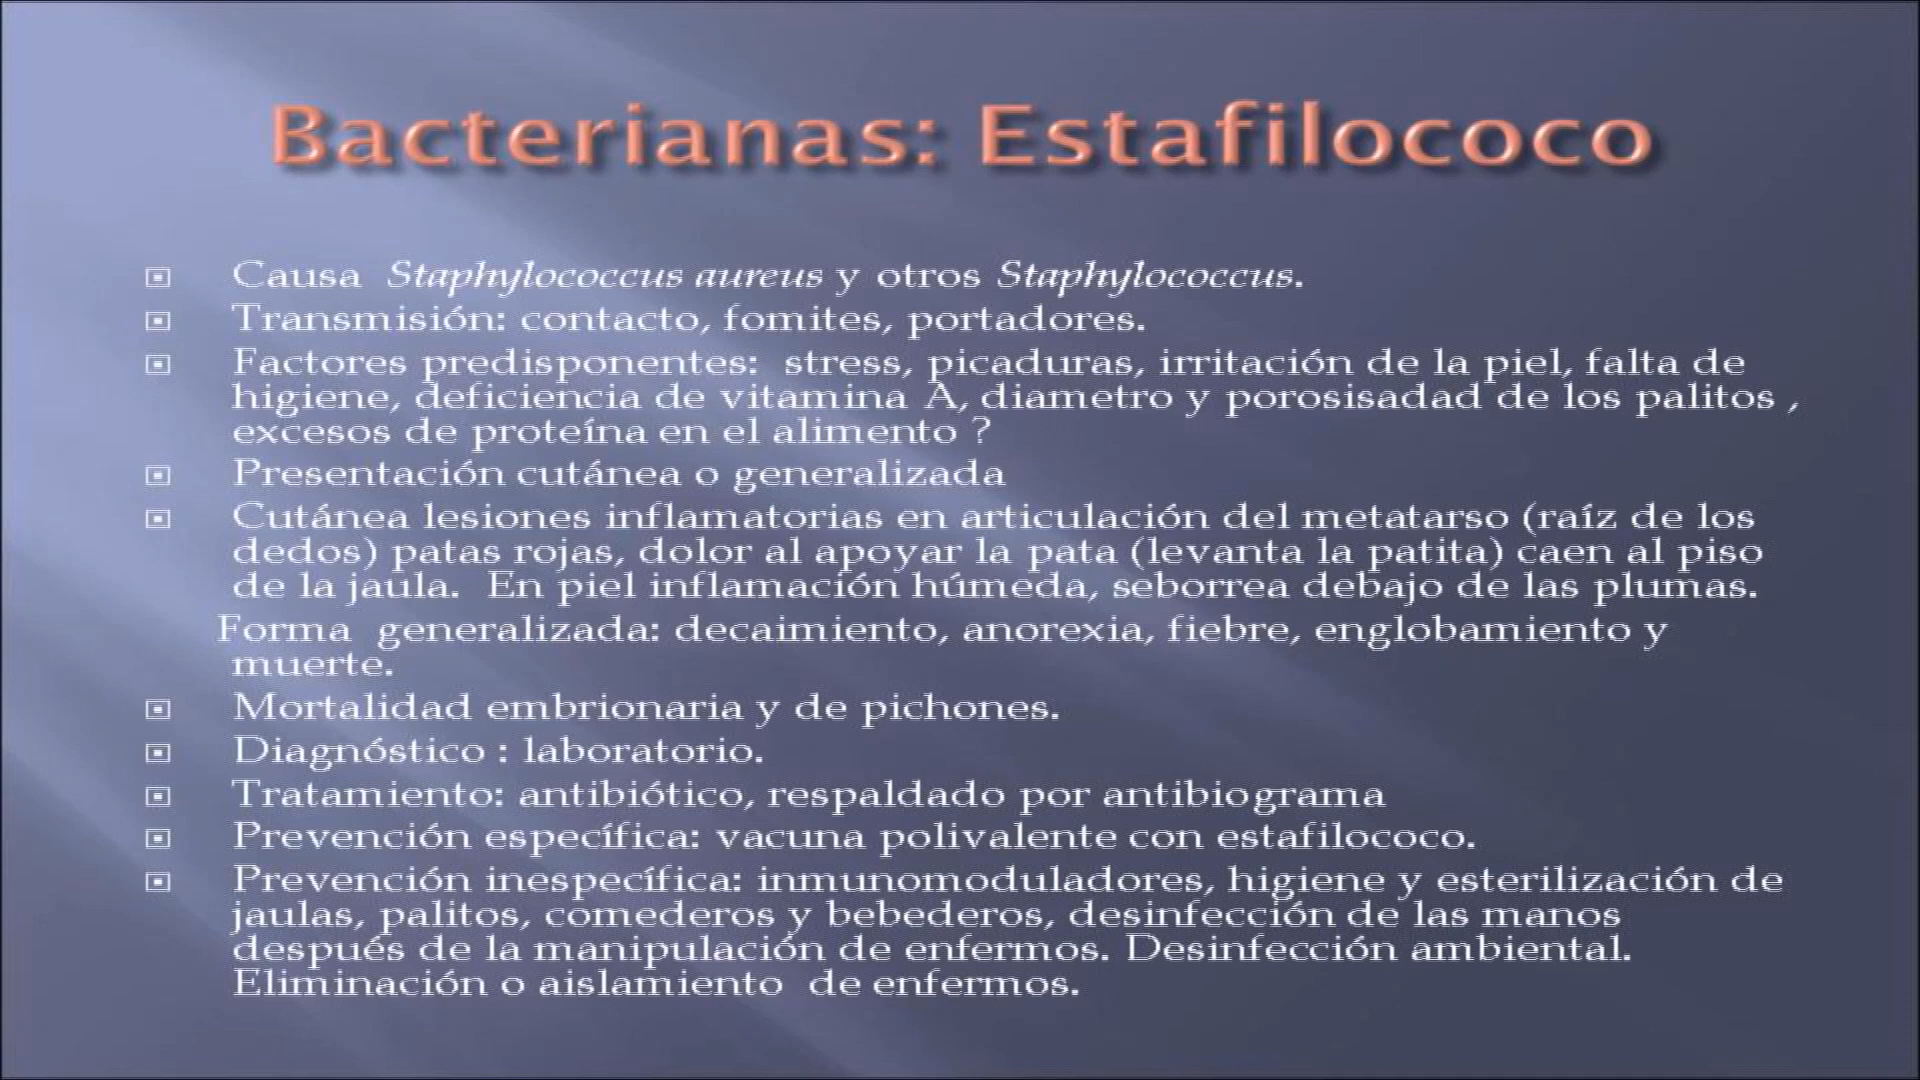 Bacterianas: Estafilococo
Causa Staphylococcus aureus y otros Staphylococcus.
Transmisión: contacto, fomites, portadores.
Factores predisponentes: stress, picaduras, irritación de la piel, falta de
higiene, deficiencia de vitamina A, diametro y porosisadad de los palitos ,
excesos de proteína en el alimento ?
Presentación cutánea o generalizada
Cutánea lesiones inflamatorias en articulación del metatarso (raíz de los
dedos) patas rojas, dolor al apoyar la pata (levanta la patita) caen al piso
de la jaula. En piel inflamación húmeda, seborrea debajo de las plumas.
Forma generalizada: decaimiento, anorexia, fiebre, englobamiento y
muerte.
Mortalidad embrionaria y de pichones.
Diagnóstico : laboratorio.
Tratamiento: antibiótico, respaldado por antibiograma
Prevención específica: vacuna polivalente con estafilococo.
Prevención inespecífica: inmunomoduladores, higiene y esterilización de
jaulas, palitos, comederos y bebederos, desinfección de las manos
después de la manipulación de enfermos. Desinfección ambiental.
Eliminación o aislamiento de enfermos.